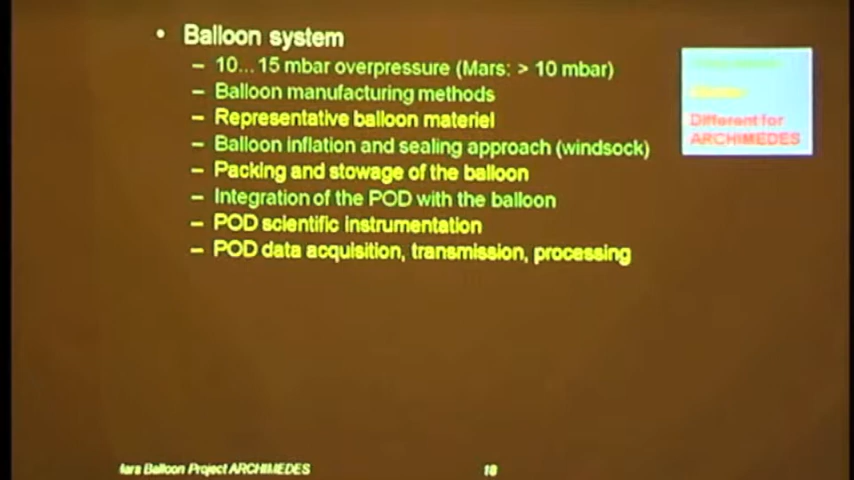 • Balloon system
– 10... 15 mbar overpressure (Mars: > 10 mbar)
– Balloon manufacturing methods
– Representative balloon materiel
– Balloon inflation and sealing approach (windsock)
– Packing and stowage of the balloon
– Integration of the POD with the balloon
– POD scientific instrumentation
– POD data acquisition, transmission, processing
Different for
ARCHIMEDES
lars Balloon Project ARCHIMEDES
18